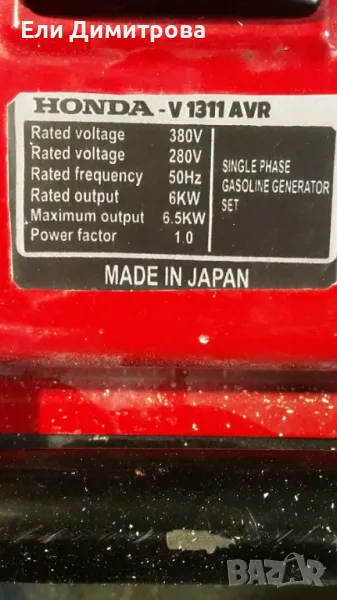 Ели Димитрова
HONDA - V 1311 AVR
Rated voltage 380V
Rated voltage 280V
Rated frequency 50Hz
Rated output 6KW
Maximum output 6.5KW
Power factor 1.0
SINGLE PHASE
GASOLINE GENERATOR
SET
MADE IN JAPAN
BAZAR